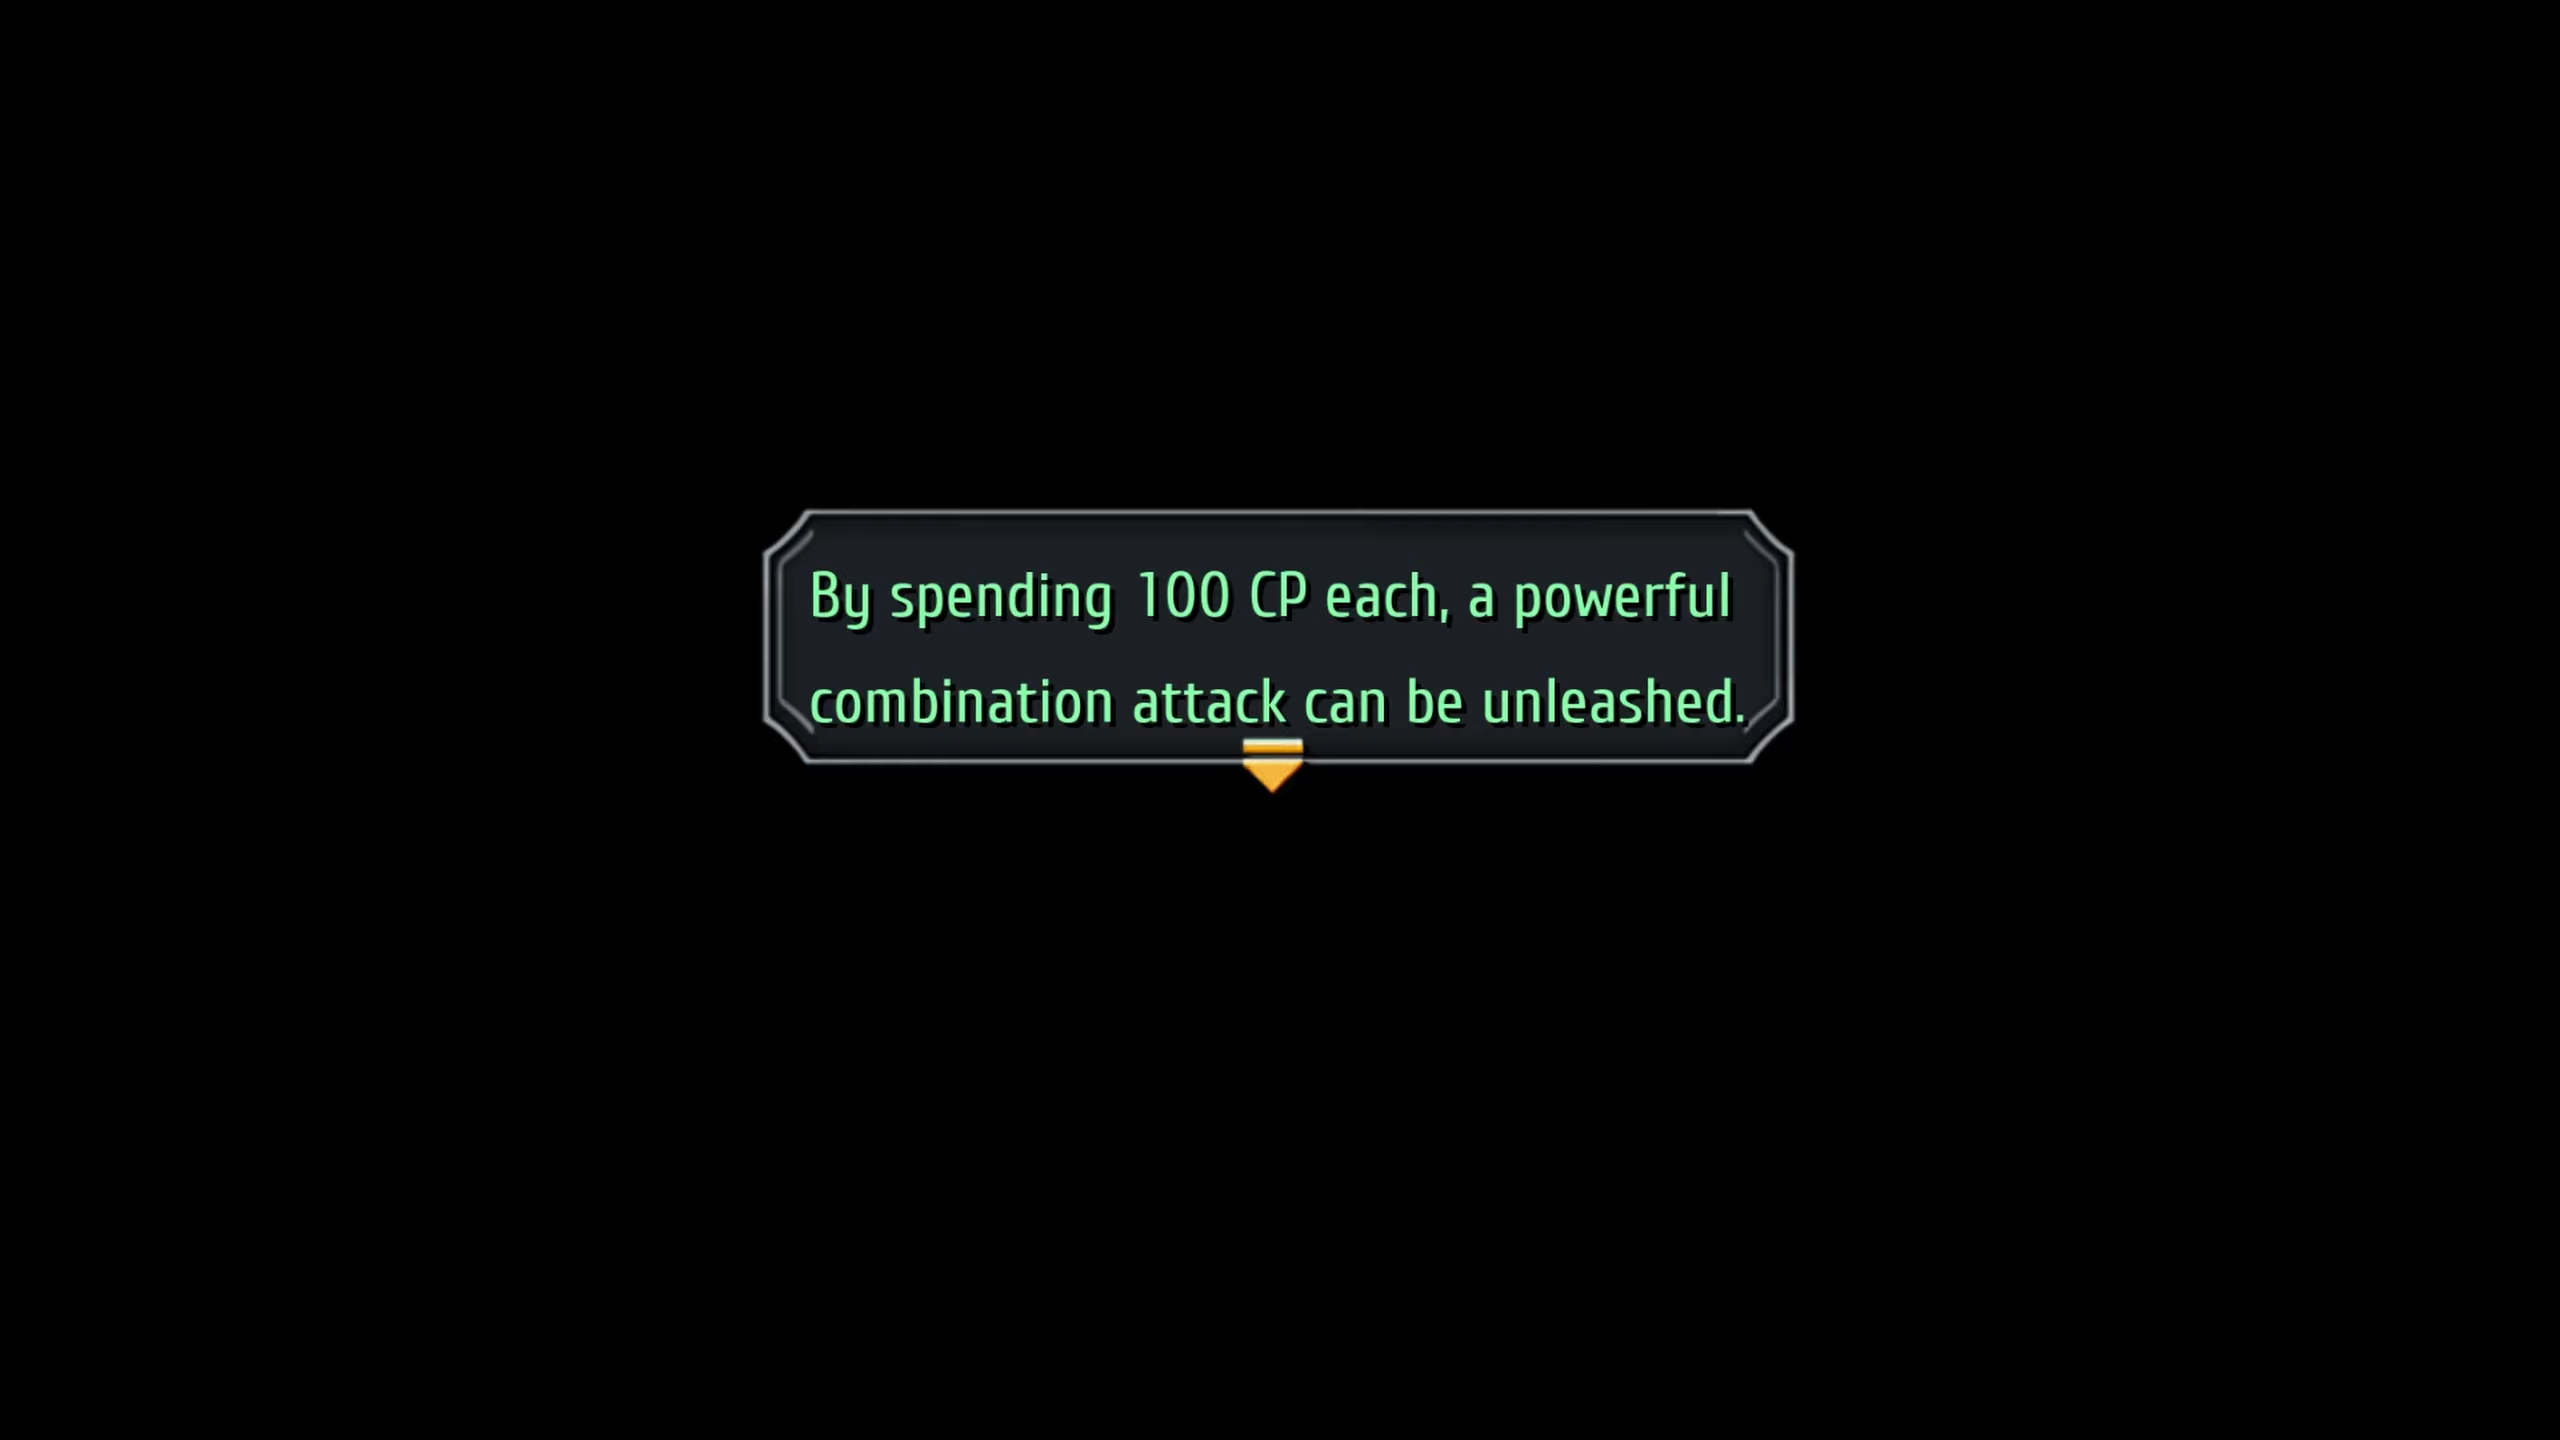 By spending 100 CP each, a powerful
combination attack can be unleashed.